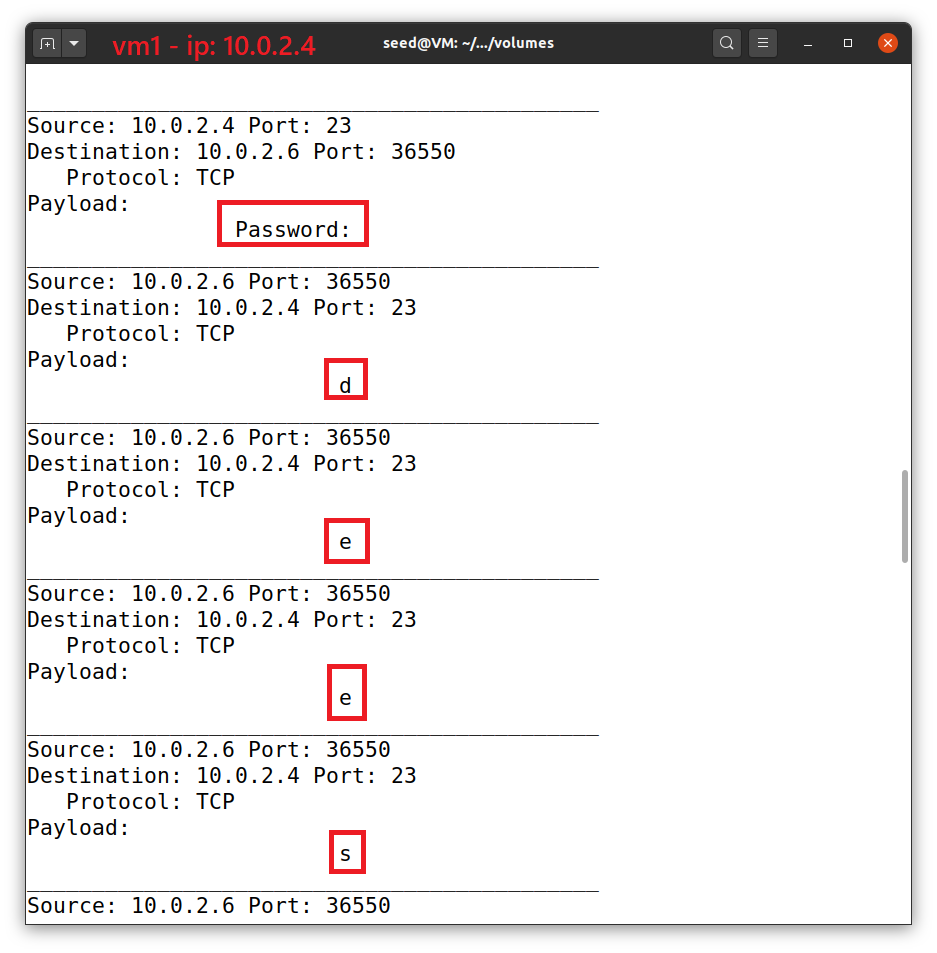 vm1 - ip: 10.0.2.4
seed@VM: ~/.../volumes
Source: 10.0.2.4 Port: 23
Destination: 10.0.2.6 Port: 36550
Protocol: TCP
Payload:
Password:
Source: 10.0.2.6 Port: 36550
Destination: 10.0.2.4 Port: 23
Protocol: TCP
Payload:
d
Source: 10.0.2.6 Port: 36550
Destination: 10.0.2.4 Port: 23
Protocol: TCP
Payload:
e
Source: 10.0.2.6 Port: 36550
Destination: 10.0.2.4 Port: 23
Protocol: TCP
Payload:
e
Source: 10.0.2.6 Port: 36550
Destination: 10.0.2.4 Port: 23
Protocol: TCP
Payload:
s
Source: 10.0.2.6 Port: 36550